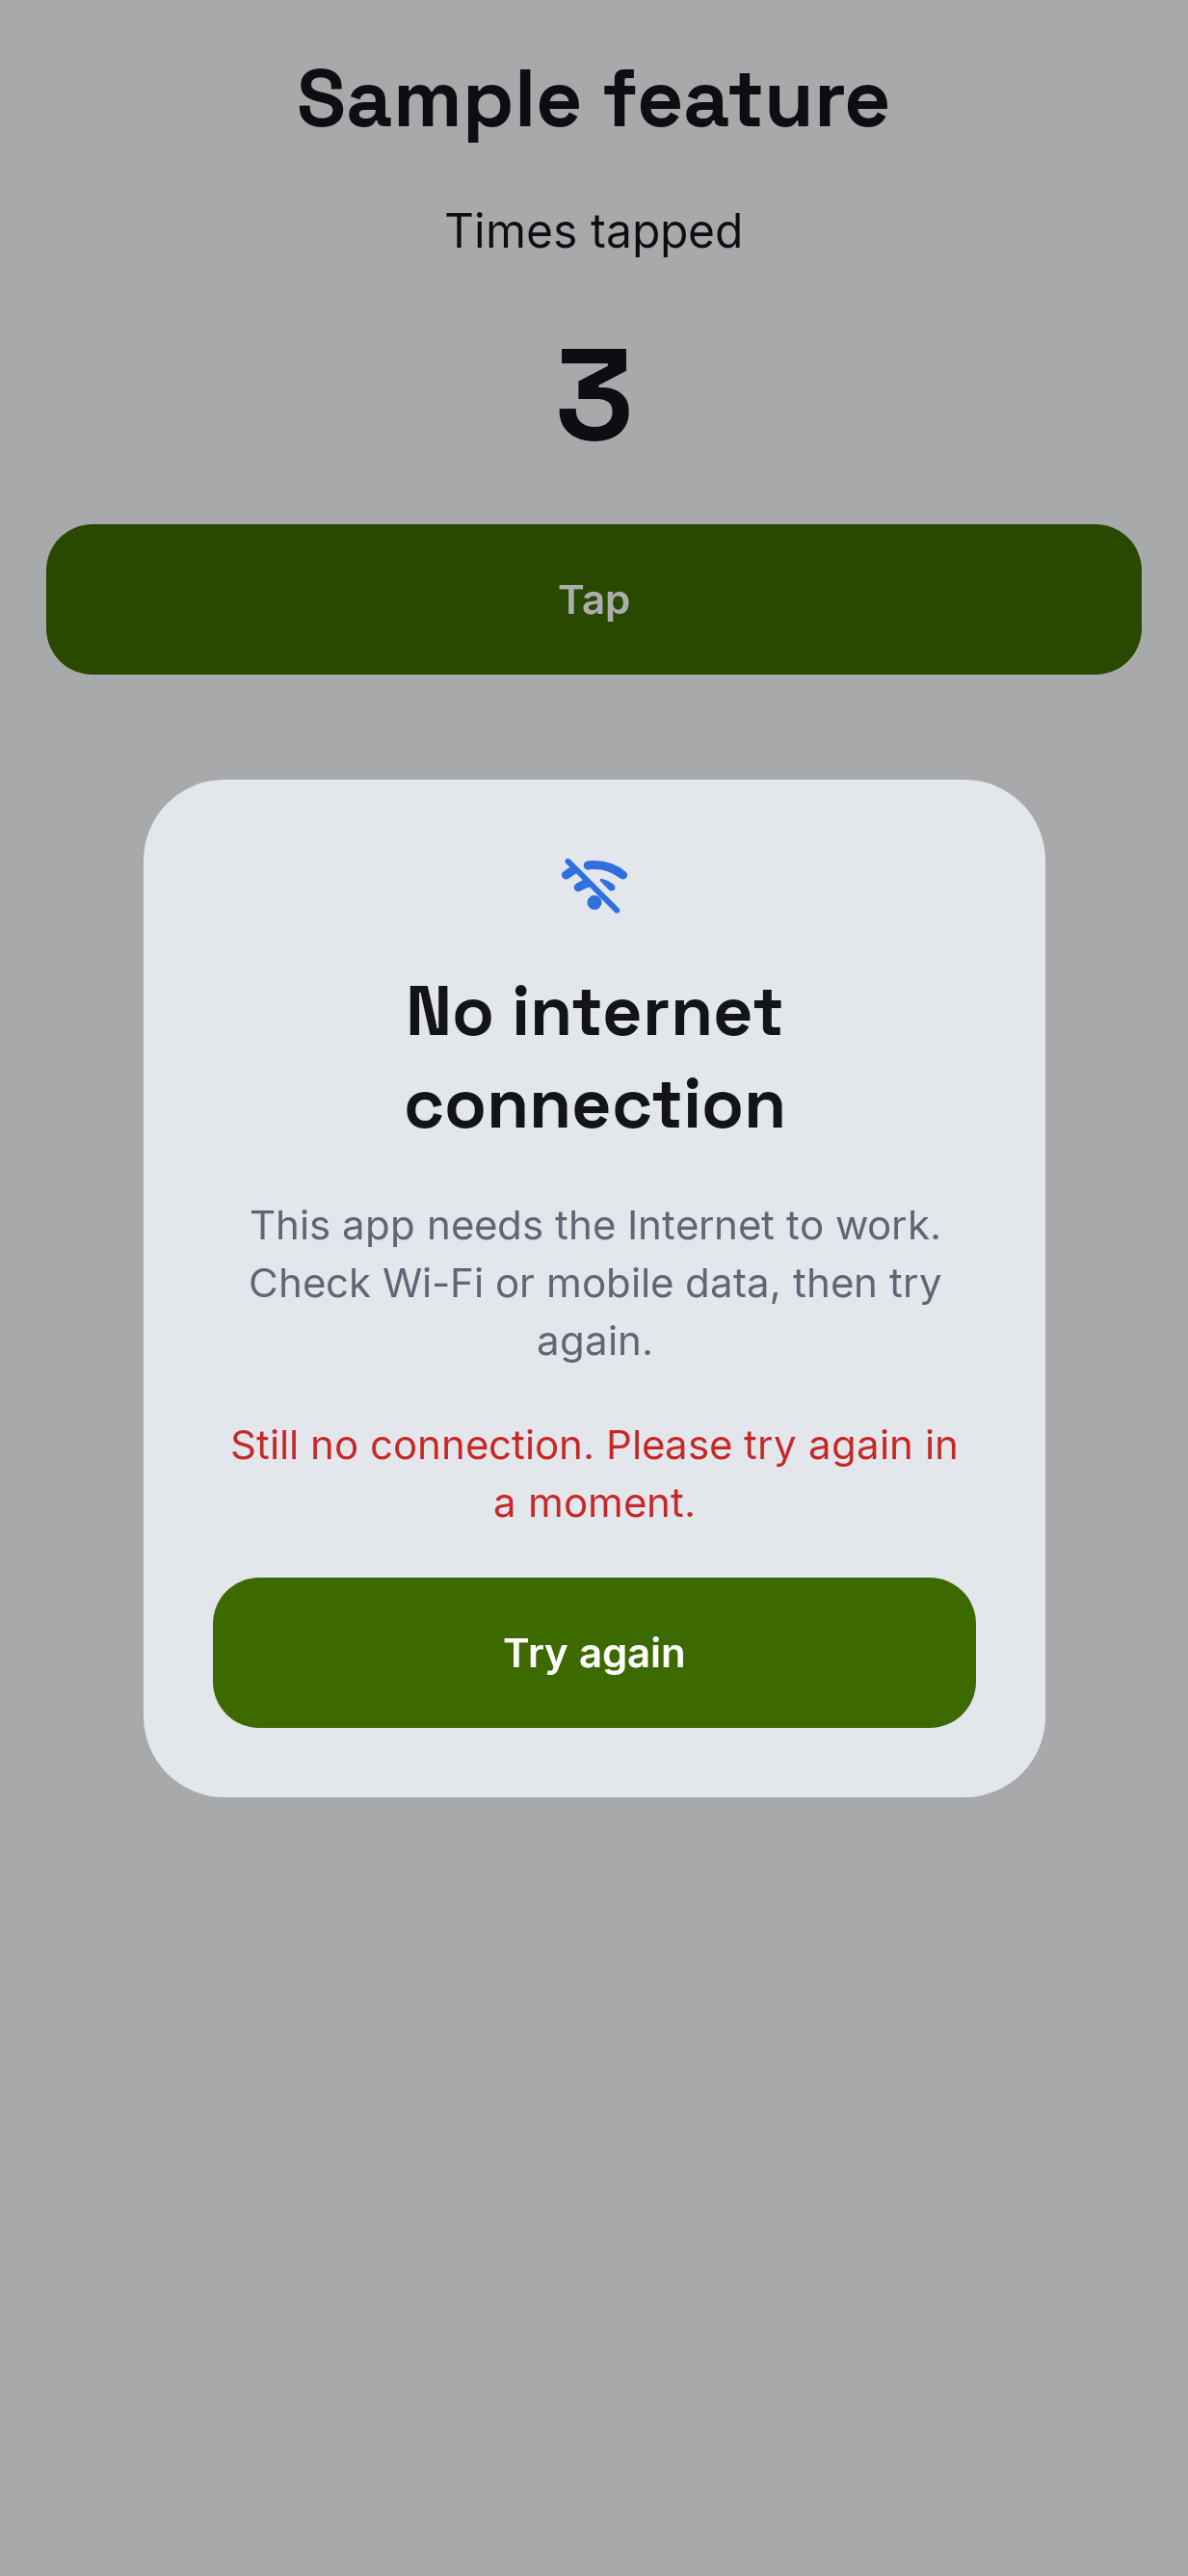 Sample feature
Times tapped
3
Tap
No internet
connection
This app needs the Internet to work.
Check Wi-Fi or mobile data, then try
again.
Still no connection. Please try again in
a moment.
Try again